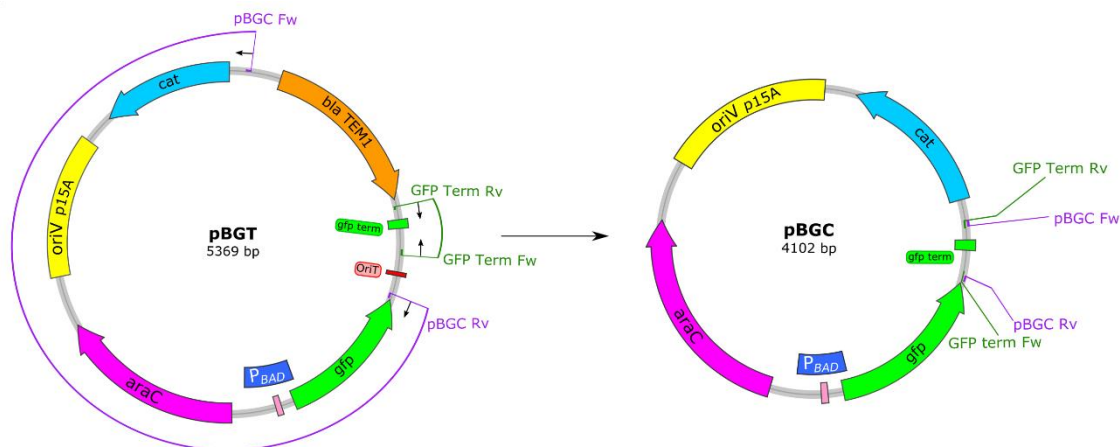 pBGC Fw
cat
bla TEM1
oriV p15A
GFP Term Rv
gfp term
pBGT
5369 bp
GFP Term Fw
OriT
pBGC Rv
araC
PBAD
gfp
oriV p15A
cat
GFP Term Rv
pBGC Fw
pBGC
4102 bp
gfp term
araC
pBGC Rv
GFP term Fw
PBAD
gfp